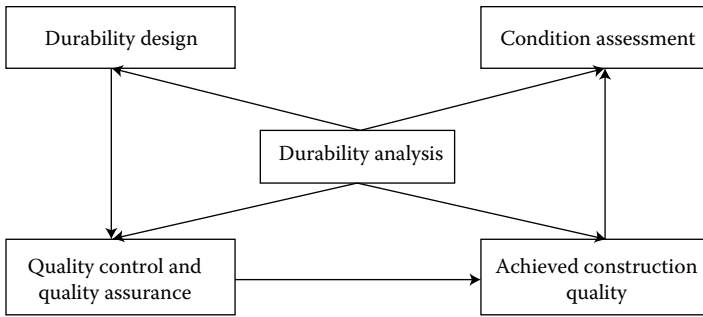 Durability design
Condition assessment
Durability analysis
Quality control and
quality assurance
Achieved construction
quality